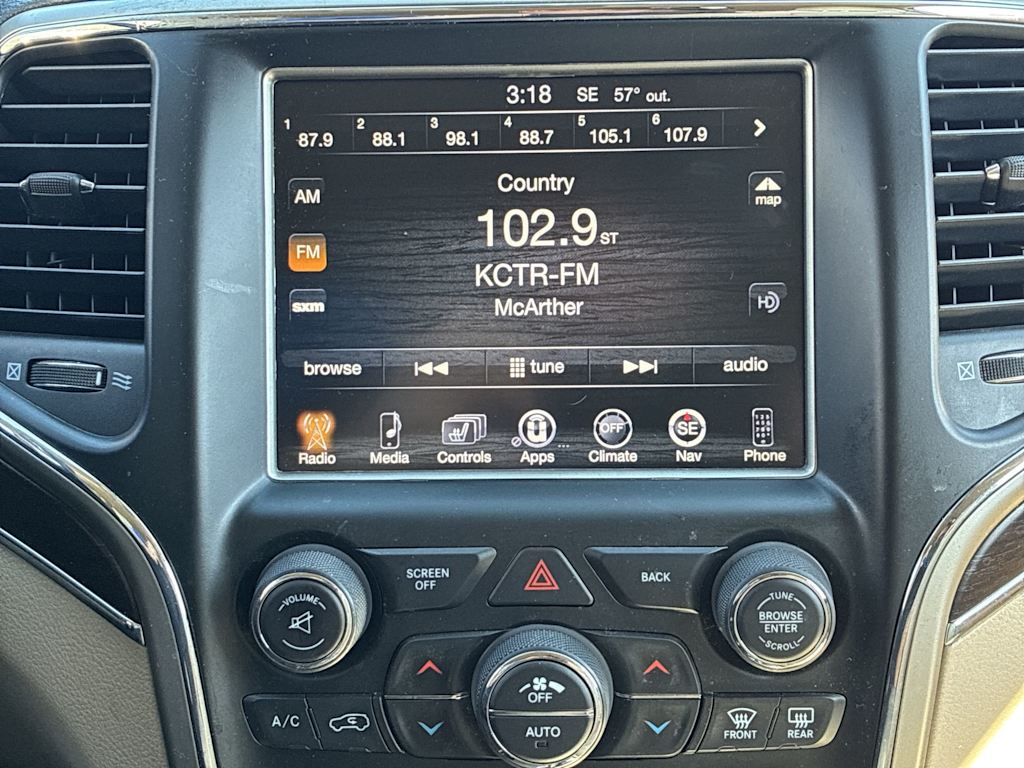 3:18 SE 57° out.
1 87.9 2 88.1 3 98.1 4 88.7 5 105.1 6 107.9
Country
AM
map
102.9 ST
FM
KCTR-FM
McArther
sxm
HD
browse tune audio
OFF SE
Radio Media Controls Apps Climate Nav Phone
SCREEN OFF
BACK
VOLUME
TUNE
BROWSE
ENTER
SCROLL
OFF
AUTO
A/C
FRONT
REAR